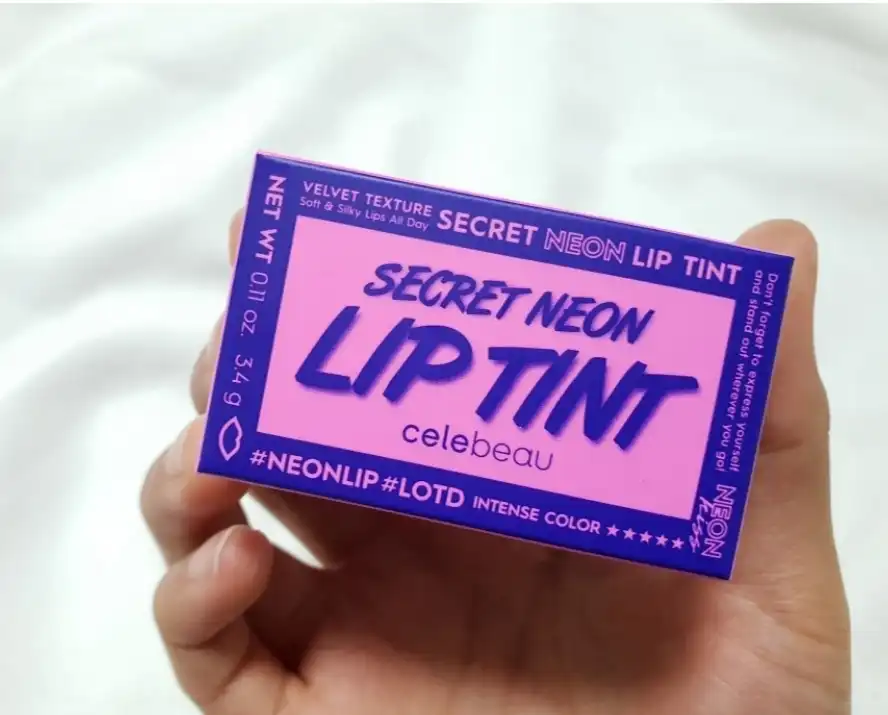 VELVET TEXTURE
Soft & Silky Lips All Day
SECRET NEON LIP TINT
NET WT 0.11 oz. 3.4 g
SECRET NEON
LIP TINT
celebeau
Don't forget to express yourself
and stand out wherever you go!
NEON
kiss
#NEONLIP #LOTD INTENSE COLOR ★★★★★